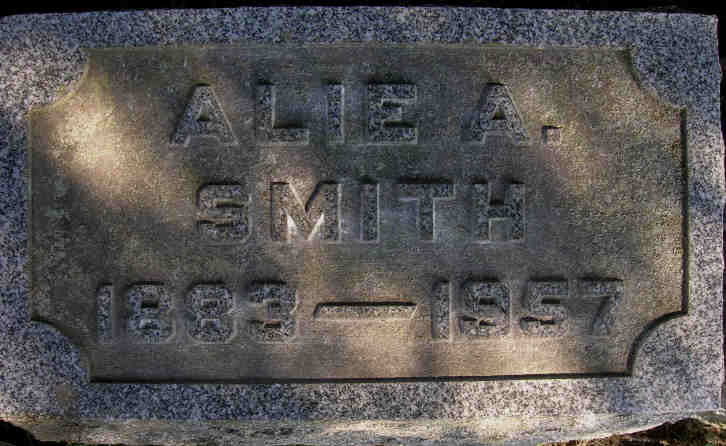 ALIE A.
SMITH
1883—1957